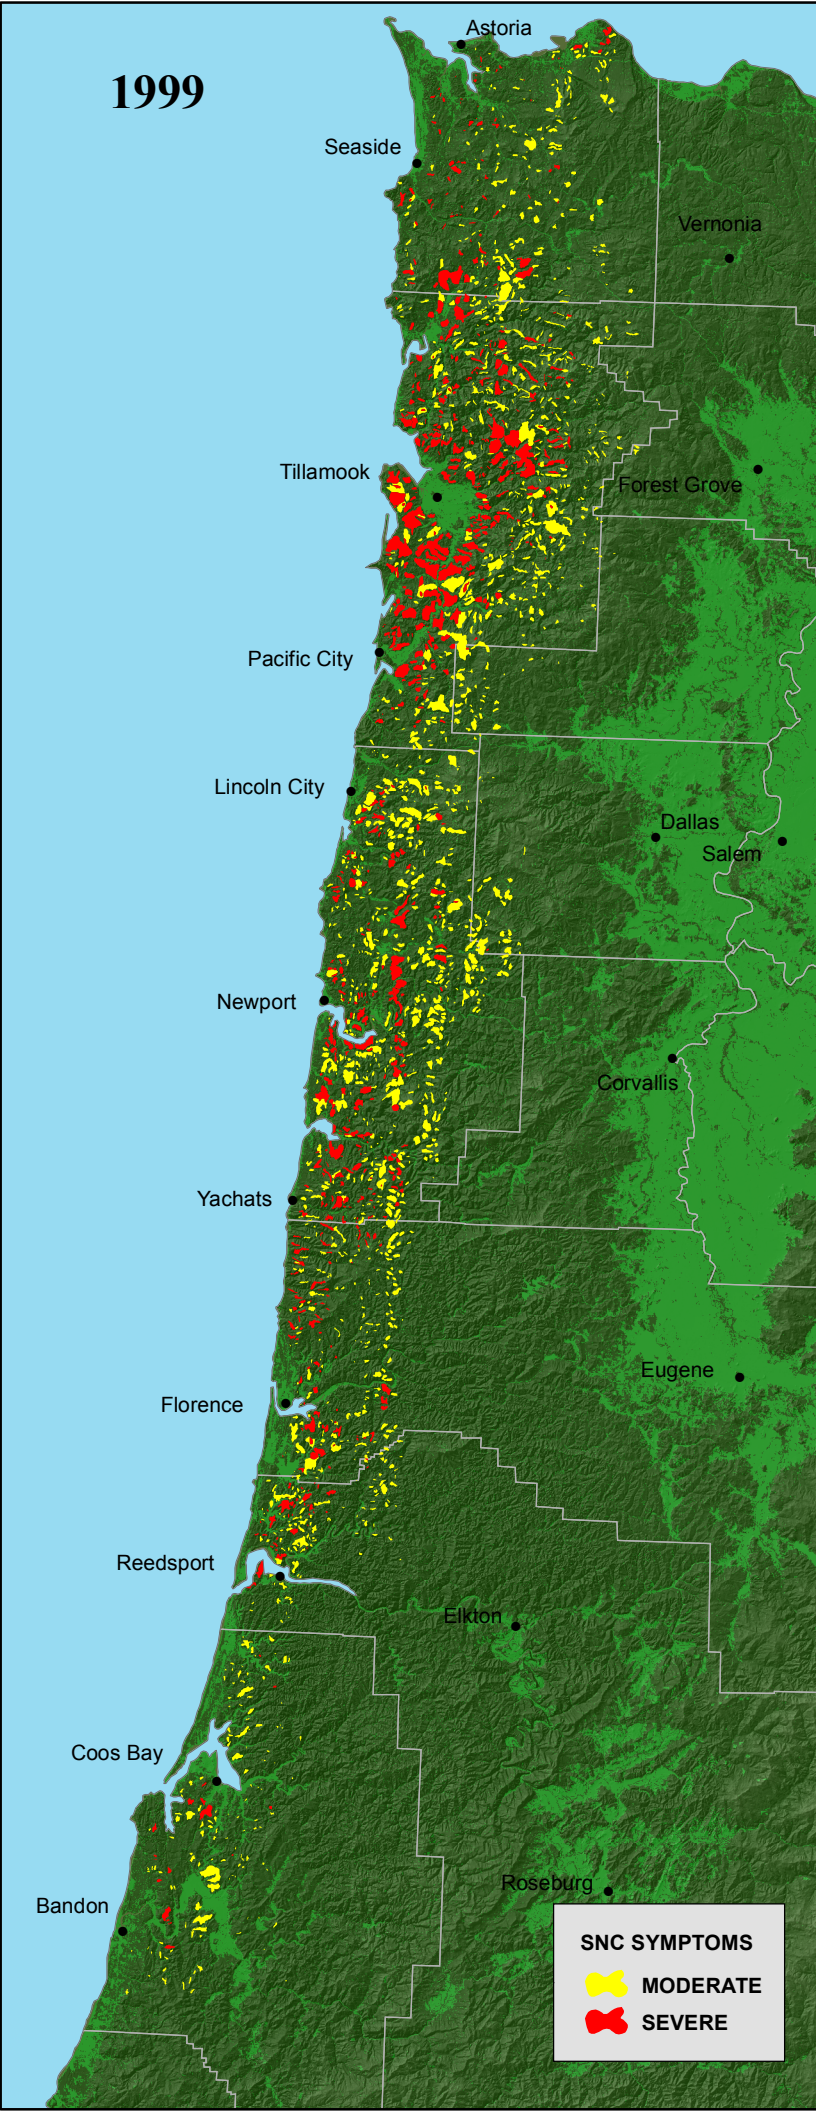 Astoria
1999
Seaside
Vernonia
Tillamook
Forest Grove
Pacific City
Lincoln City
Dallas
Salem
Newport
Corvallis
Yachats
Eugene
Florence
Reedsport
Elkton
Coos Bay
Roseburg
Bandon
SNC SYMPTOMS
MODERATE
SEVERE